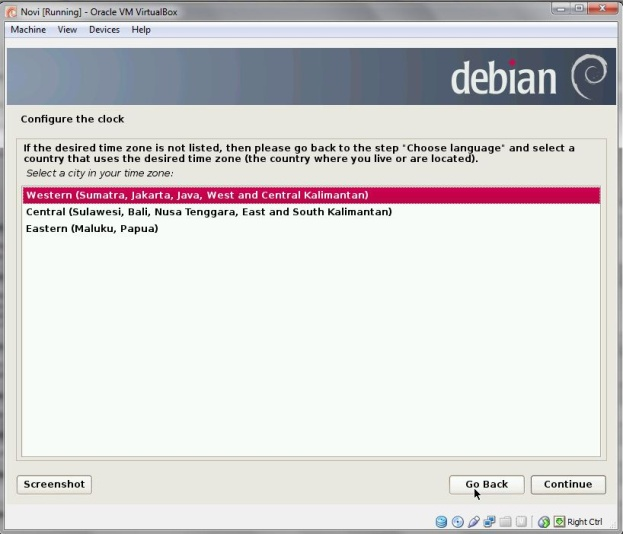 Novi [Running] - Oracle VM VirtualBox
Machine View Devices Help
debian
Configure the clock
If the desired time zone is not listed, then please go back to the step "Choose language" and select a
country that uses the desired time zone (the country where you live or are located).
Select a city in your time zone:
Western (Sumatra, Jakarta, Java, West and Central Kalimantan)
Central (Sulawesi, Bali, Nusa Tenggara, East and South Kalimantan)
Eastern (Maluku, Papua)
Screenshot Go Back Continue
Right Ctrl